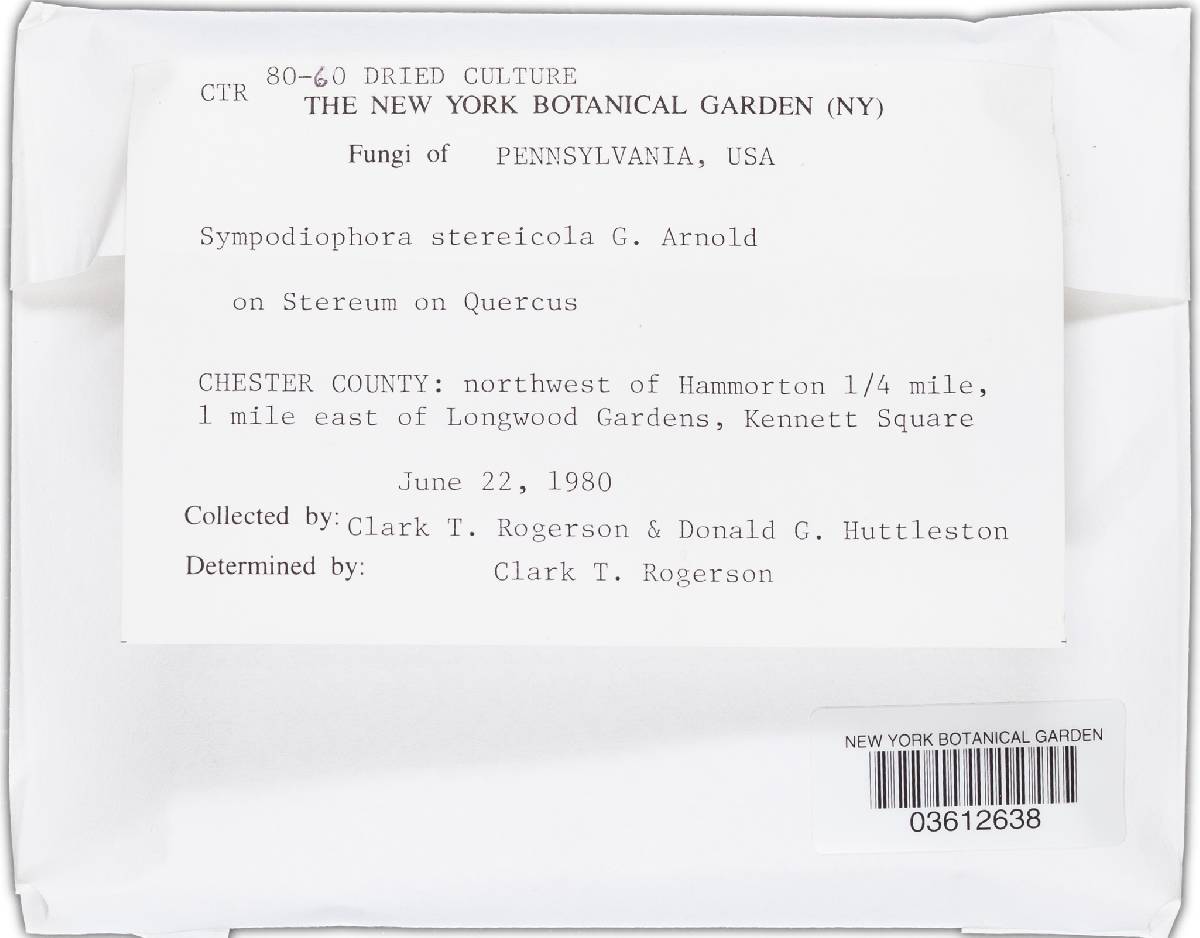 CTR 80-60 DRIED CULTURE
THE NEW YORK BOTANICAL GARDEN (NY)
Fungi of PENNSYLVANIA, USA
Sympodiophora stereicola G. Arnold
on Stereum on Quercus
CHESTER COUNTY: northwest of Hammorton 1/4 mile,
1 mile east of Longwood Gardens, Kennett Square
June 22, 1980
Collected by: Clark T. Rogerson & Donald G. Huttleston
Determined by: Clark T. Rogerson
NEW YORK BOTANICAL GARDEN
03612638